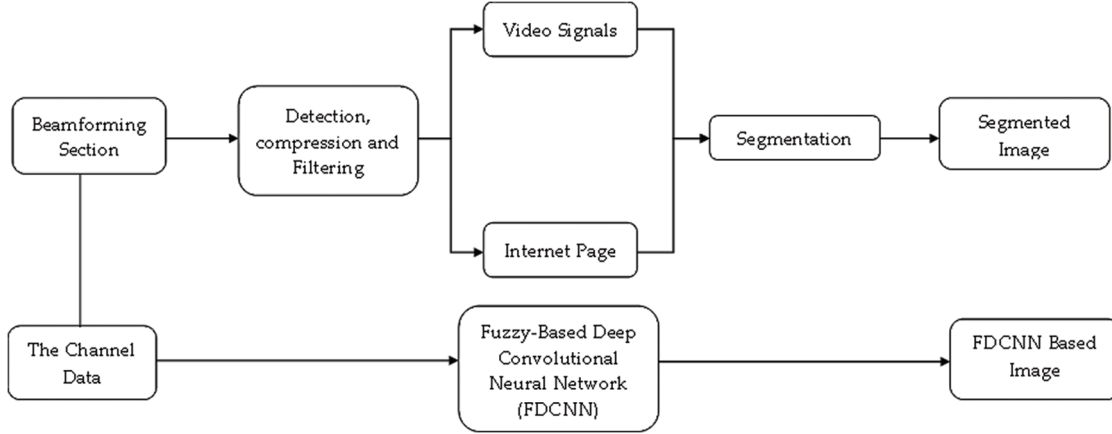 Video Signals
Beamforming
Section
Detection,
compression and
Filtering
Segmentation
Segmented
Image
Internet Page
The Channel
Data
Fuzzy-Based Deep
Convolutional
Neural Network
(FDCNN)
FDCNN Based
Image